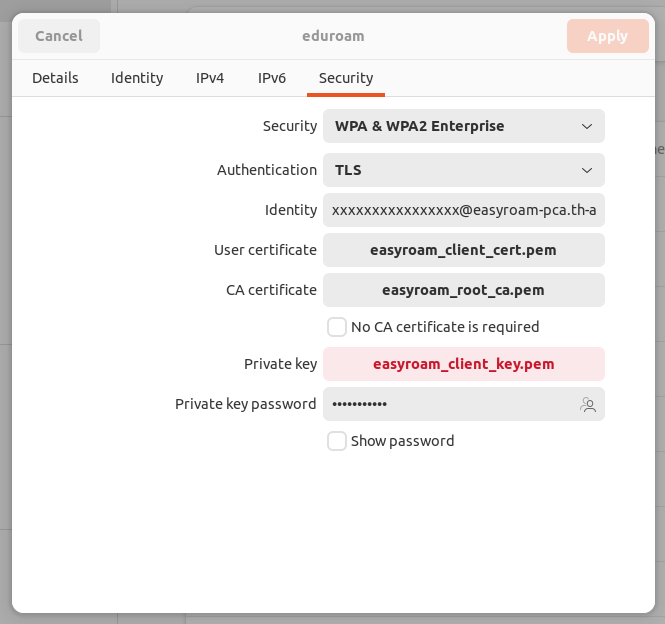 Cancel eduroam Apply
Details Identity IPv4 IPv6 Security
Security WPA & WPA2 Enterprise
Authentication TLS
Identity xxxxxxxxxxxxxxxx@easyroam-pca.th-a
User certificate easyroam_client_cert.pem
CA certificate easyroam_root_ca.pem
No CA certificate is required
Private key easyroam_client_key.pem
Private key password •••••••••••
Show password